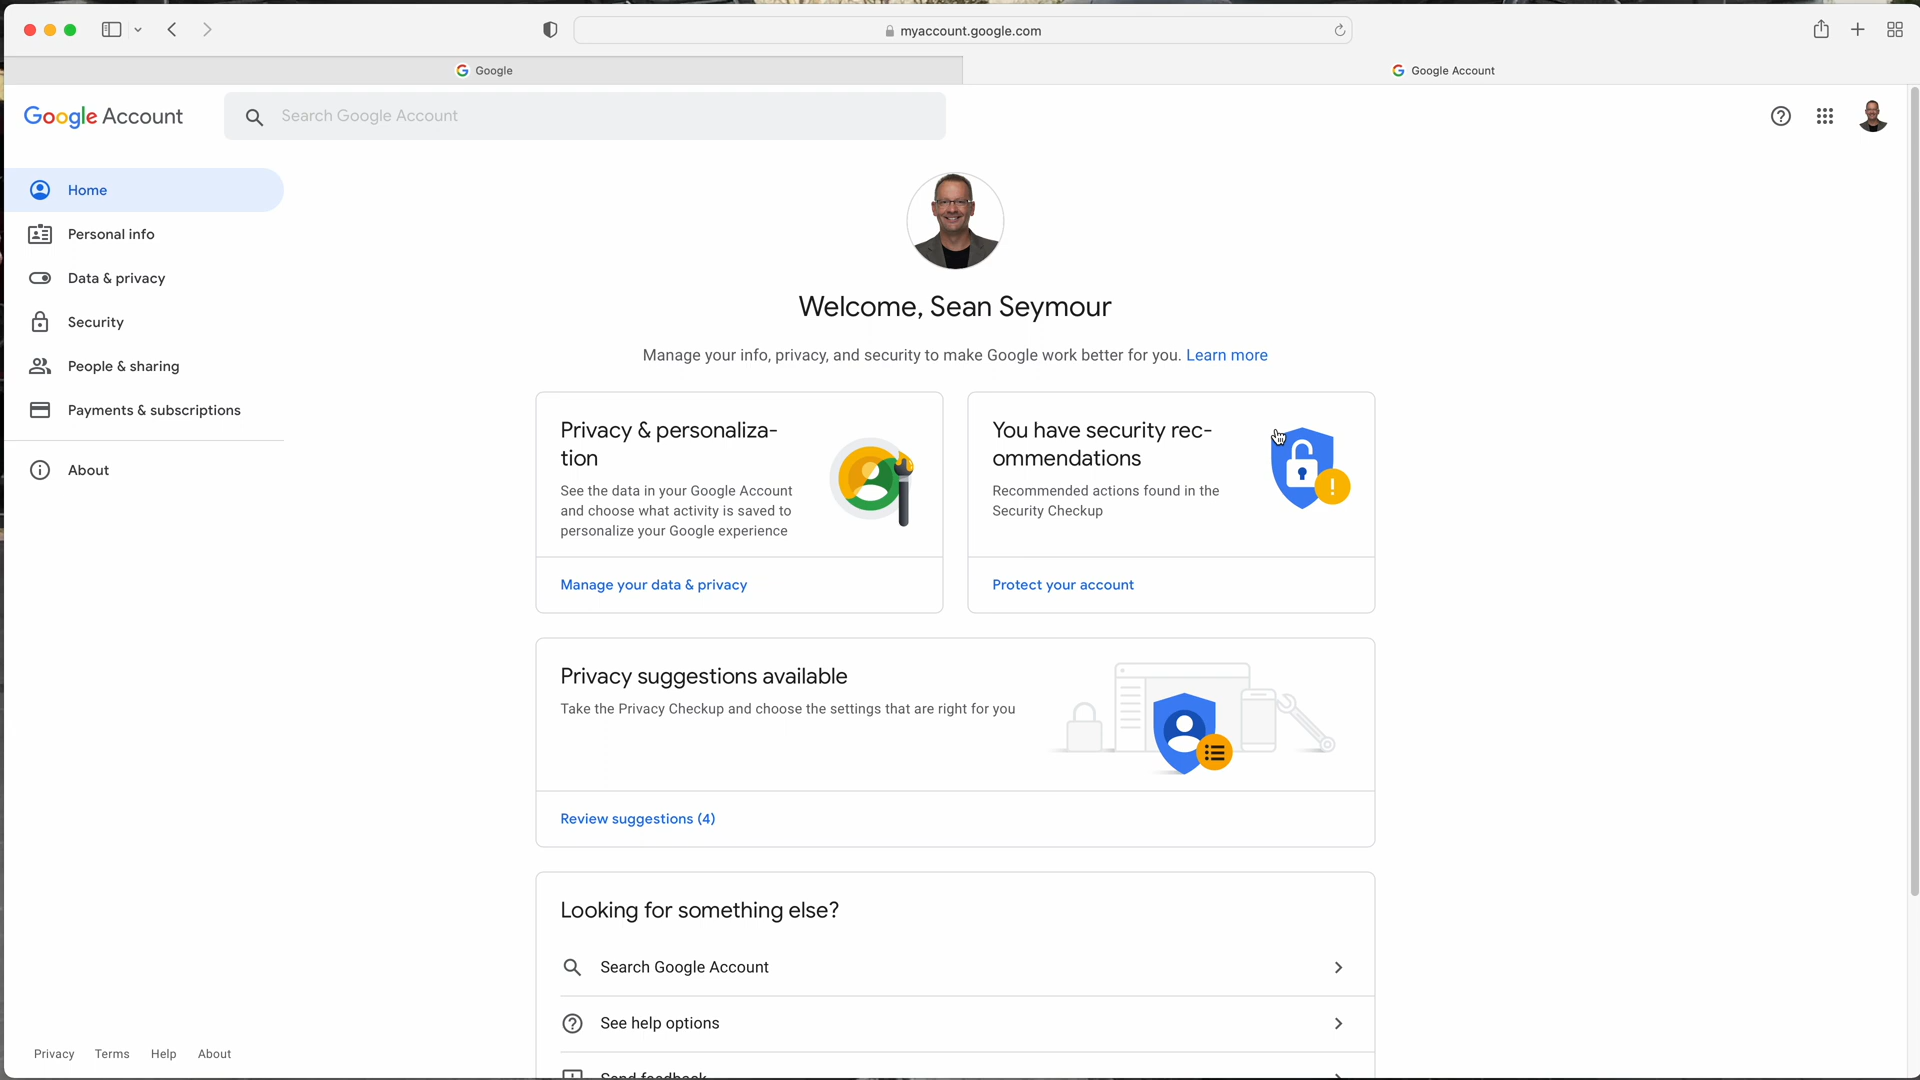 myaccount.google.com
Google
Google Account
Google Account
Search Google Account
Home
Personal info
Data & privacy
Security
People & sharing
Payments & subscriptions
About
Welcome, Sean Seymour
Manage your info, privacy, and security to make Google work better for you. Learn more
Privacy & personaliza-
tion
See the data in your Google Account
and choose what activity is saved to
personalize your Google experience
Manage your data & privacy
You have security rec-
ommendations
Recommended actions found in the
Security Checkup
Protect your account
Privacy suggestions available
Take the Privacy Checkup and choose the settings that are right for you
Review suggestions (4)
Looking for something else?
Search Google Account
See help options
Send feedback
Privacy Terms Help About